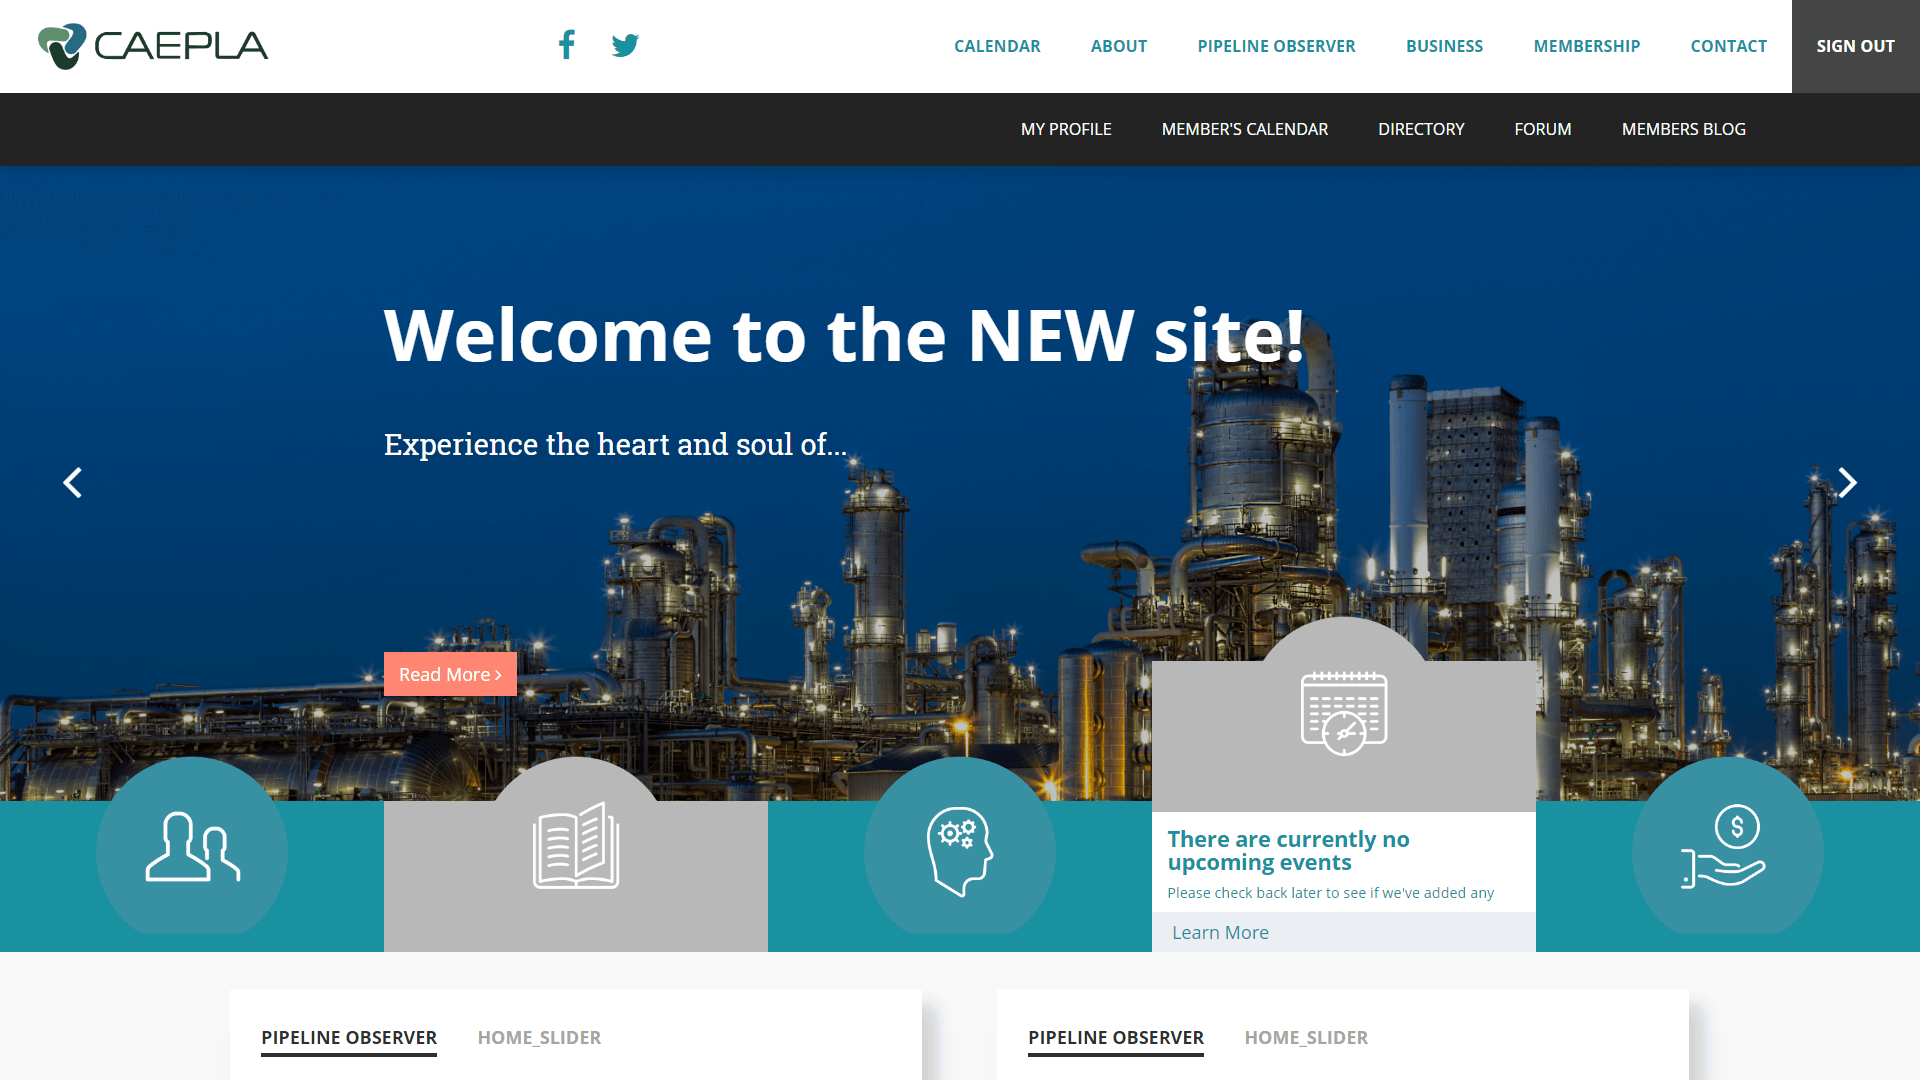 CAEPLA
CALENDAR ABOUT PIPELINE OBSERVER BUSINESS MEMBERSHIP CONTACT SIGN OUT
MY PROFILE MEMBER'S CALENDAR DIRECTORY FORUM MEMBERS BLOG
Welcome to the NEW site!
Experience the heart and soul of...
Read More
There are currently no
upcoming events
Please check back later to see if we've added any
Learn More
PIPELINE OBSERVER HOME_SLIDER
PIPELINE OBSERVER HOME_SLIDER